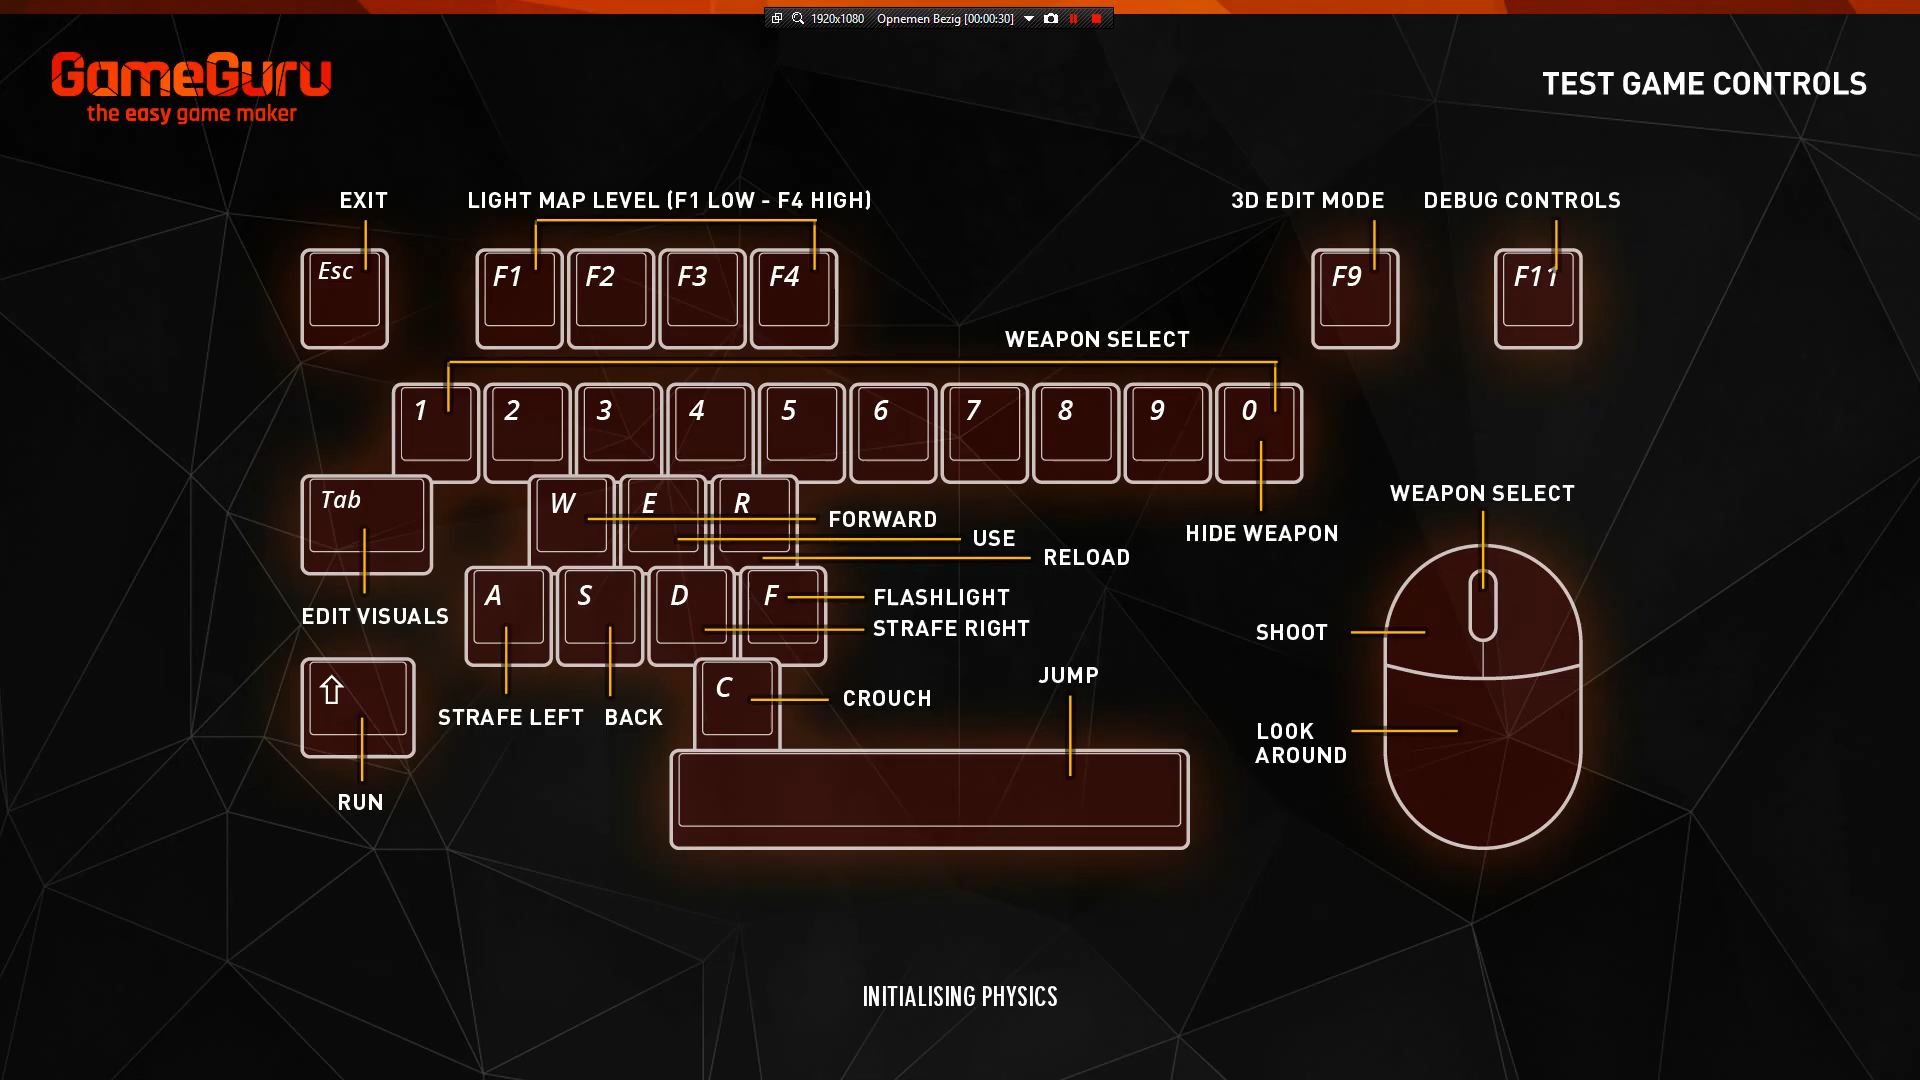 1920x1080 Opnemen Bezig [00:00:30]
GameGuru
the easy game maker
TEST GAME CONTROLS
EXIT
LIGHT MAP LEVEL (F1 LOW - F4 HIGH)
3D EDIT MODE
DEBUG CONTROLS
Esc
F1
F2
F3
F4
F9
F11
WEAPON SELECT
1
2
3
4
5
6
7
8
9
0
Tab
W
E
R
FORWARD
USE
RELOAD
HIDE WEAPON
WEAPON SELECT
EDIT VISUALS
A
S
D
F
FLASHLIGHT
STRAFE RIGHT
SHOOT
STRAFE LEFT
BACK
C
CROUCH
JUMP
LOOK
AROUND
RUN
INITIALISING PHYSICS